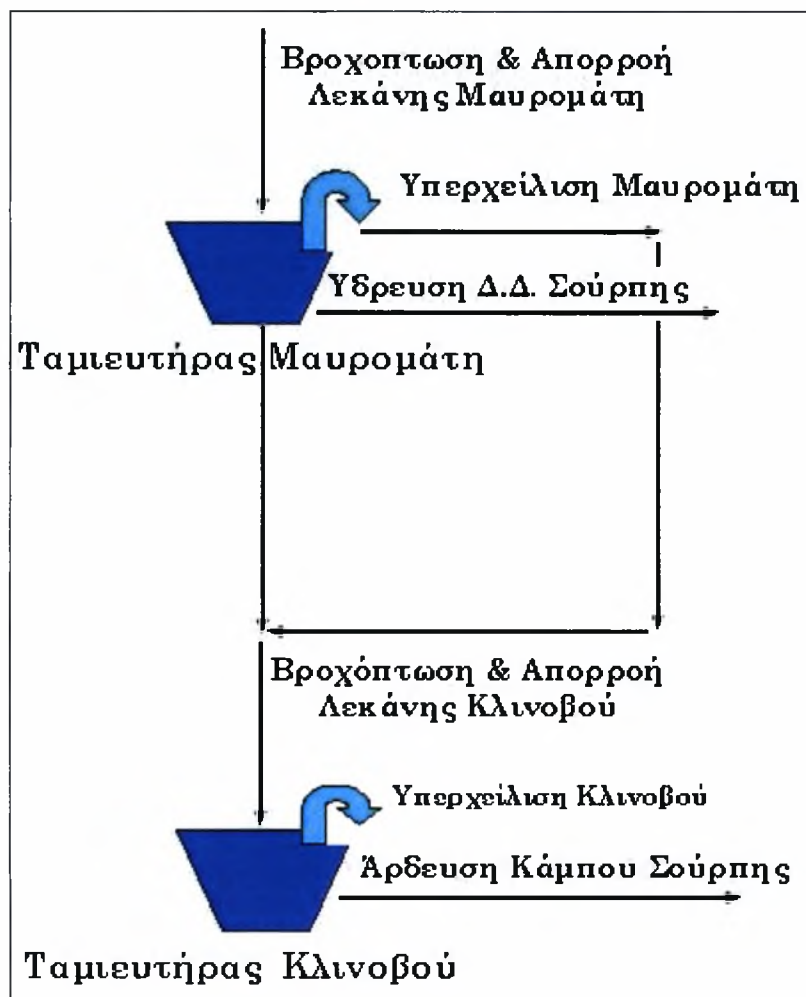 Βροχοπτωση & Απορροή
Λεκάνης Μαυρομάτη
Υπερχείλιση Μαυρομάτη
Υδρευση Δ.Δ. Σούρπης
Ταμιευτήρας Μαυρομάτη
Βροχόπτωση & Απορροή
Λεκάνης Κλινοβού
Υπερχείλιση Κλινοβού
Άρδευση Κάμπου Σούρπης
Ταμιευτήρας Κλινοβού